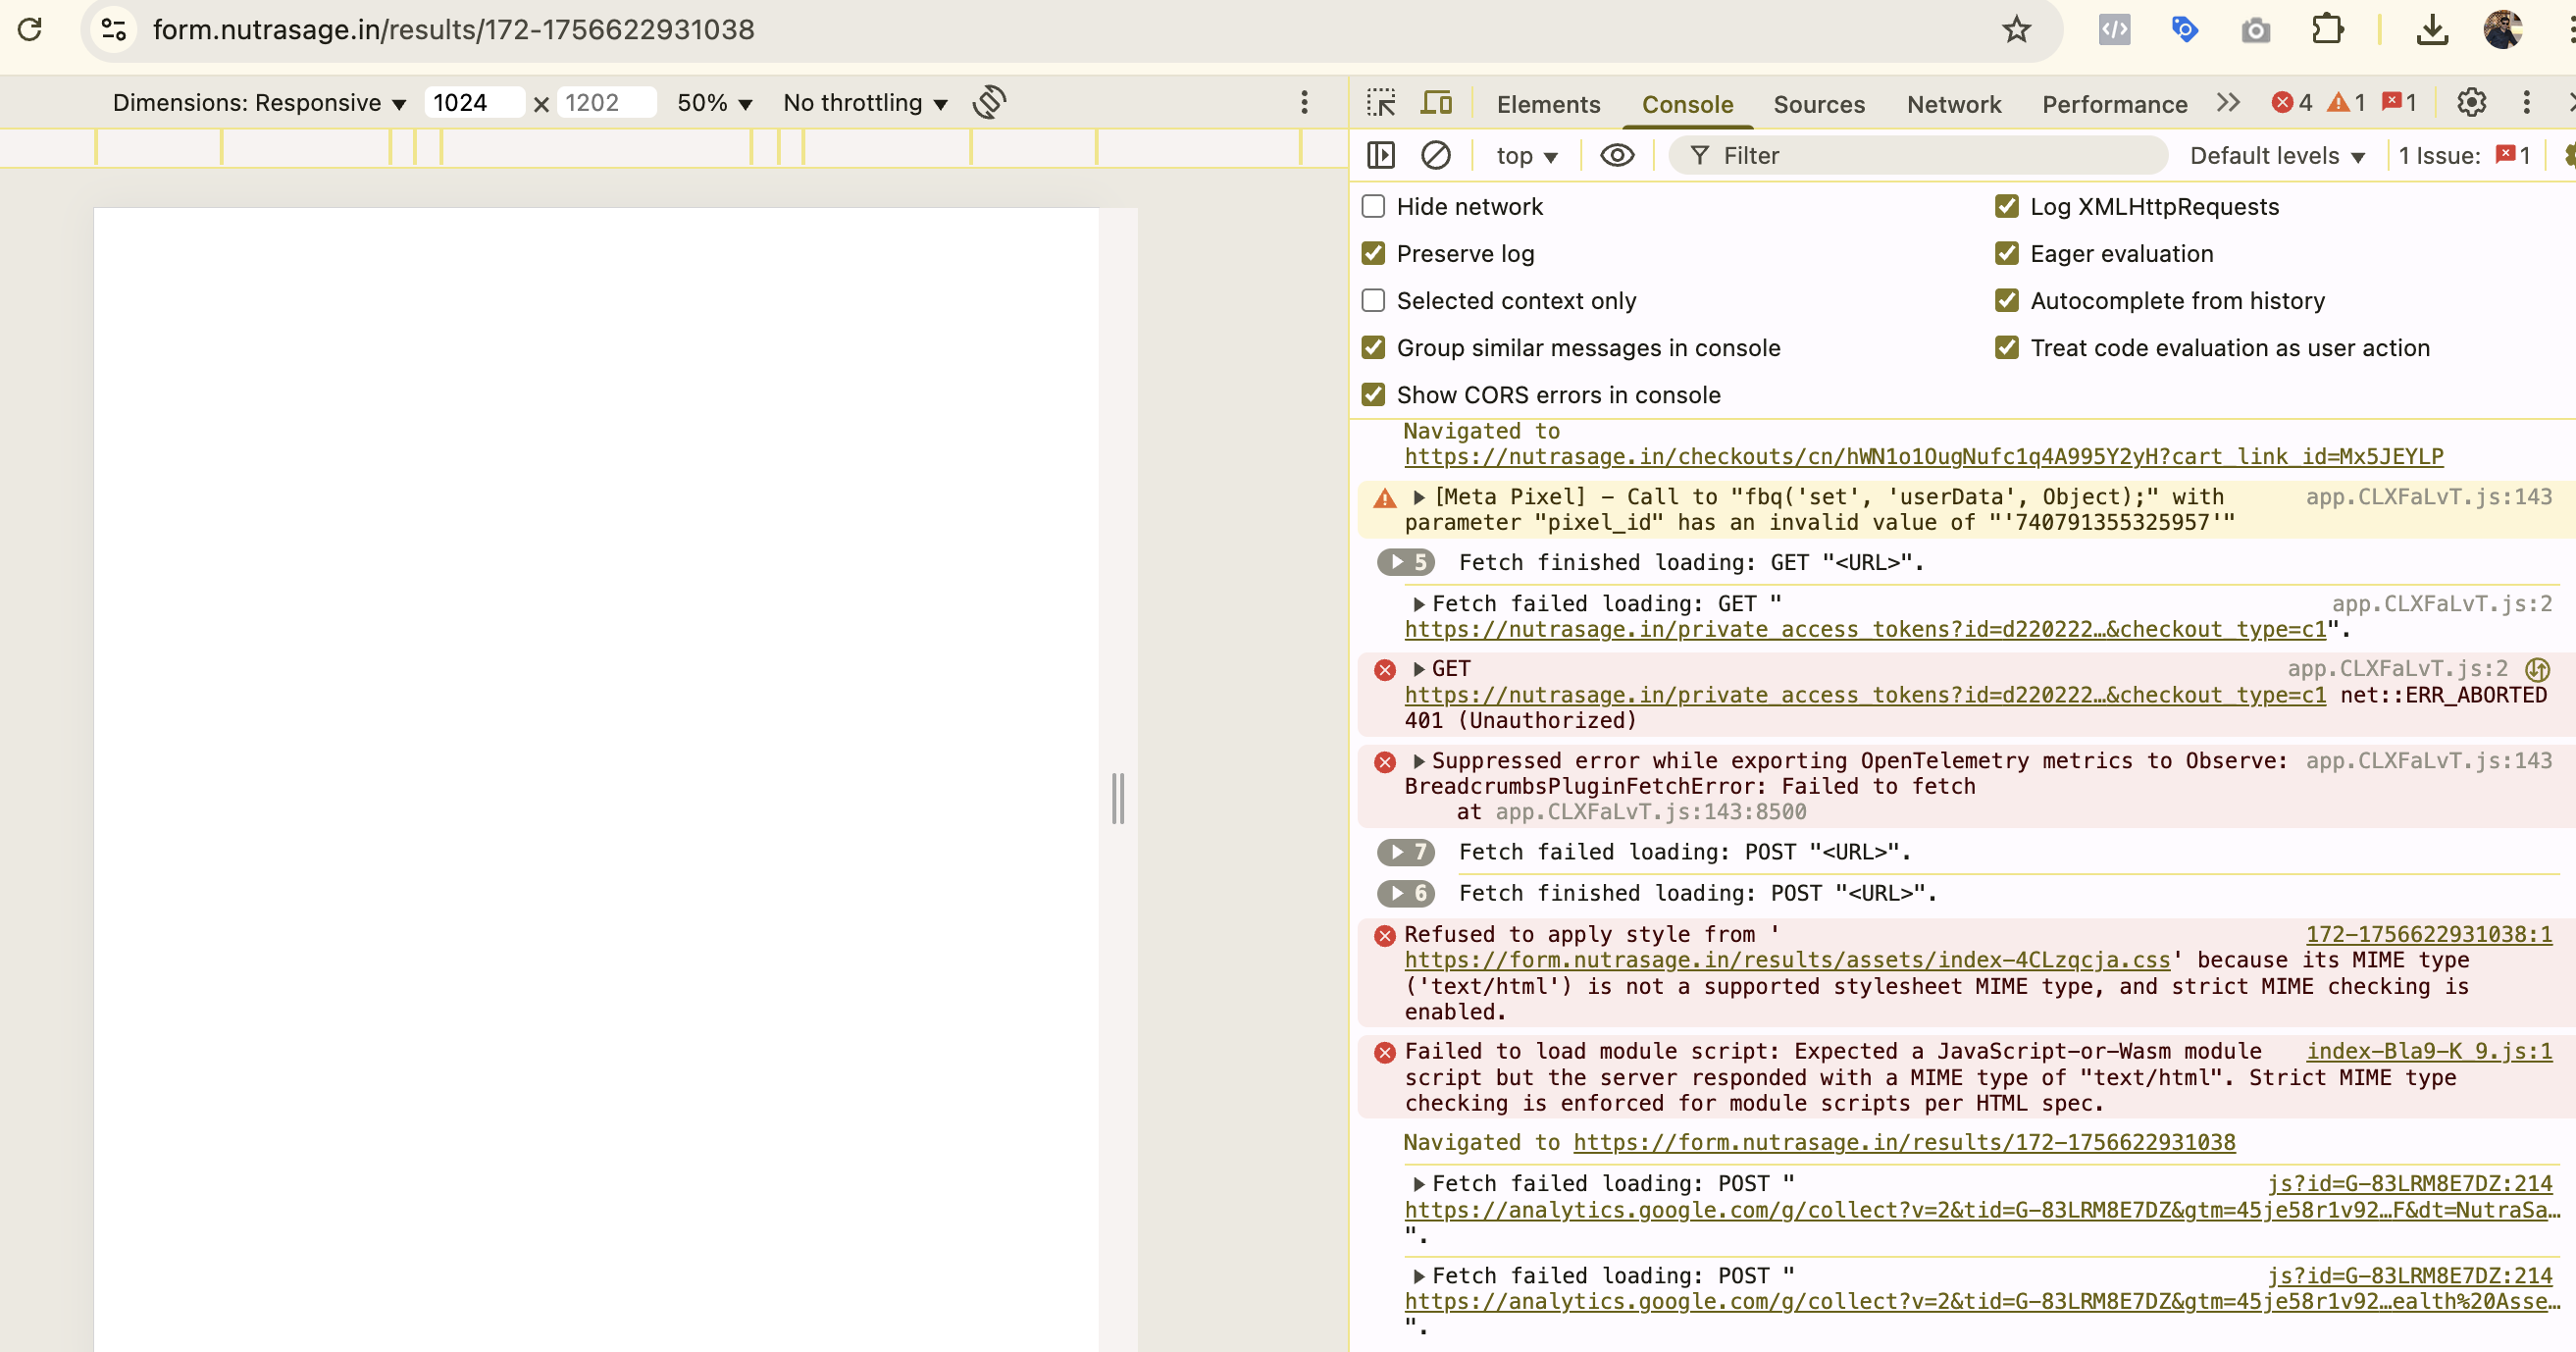 form.nutrasage.in/results/172-1756622931038
Dimensions: Responsive 1024 × 1202 50% No throttling
Elements Console Sources Network Performance 4 1 1
top Filter Default levels 1 Issue: 1
Hide network Log XMLHttpRequests
Preserve log Eager evaluation
Selected context only Autocomplete from history
Group similar messages in console Treat code evaluation as user action
Show CORS errors in console
Navigated to
https://nutrasage.in/checkouts/cn/hWN1o1OugNufc1q4A995Y2yH?cart_link_id=Mx5JEYLP
[Meta Pixel] - Call to "fbq('set', 'userData', Object);" with app.CLXFaLvT.js:143
parameter "pixel_id" has an invalid value of "'740791355325957'"
5 Fetch finished loading: GET "<URL>".
Fetch failed loading: GET " app.CLXFaLvT.js:2
https://nutrasage.in/private_access_tokens?id=d220222…&checkout_type=c1".
GET app.CLXFaLvT.js:2
https://nutrasage.in/private_access_tokens?id=d220222…&checkout_type=c1 net::ERR_ABORTED
401 (Unauthorized)
Suppressed error while exporting OpenTelemetry metrics to Observe: app.CLXFaLvT.js:143
BreadcrumbsPluginFetchError: Failed to fetch
at app.CLXFaLvT.js:143:8500
7 Fetch failed loading: POST "<URL>".
6 Fetch finished loading: POST "<URL>".
Refused to apply style from ' 172-1756622931038:1
https://form.nutrasage.in/results/assets/index-4CLzqcja.css' because its MIME type
('text/html') is not a supported stylesheet MIME type, and strict MIME checking is
enabled.
Failed to load module script: Expected a JavaScript-or-Wasm module index-Bla9-K_9.js:1
script but the server responded with a MIME type of "text/html". Strict MIME type
checking is enforced for module scripts per HTML spec.
Navigated to https://form.nutrasage.in/results/172-1756622931038
Fetch failed loading: POST " js?id=G-83LRM8E7DZ:214
https://analytics.google.com/g/collect?v=2&tid=G-83LRM8E7DZ&gtm=45je58r1v92…F&dt=NutraSa…
".
Fetch failed loading: POST " js?id=G-83LRM8E7DZ:214
https://analytics.google.com/g/collect?v=2&tid=G-83LRM8E7DZ&gtm=45je58r1v92…ealth%20Asse…
".